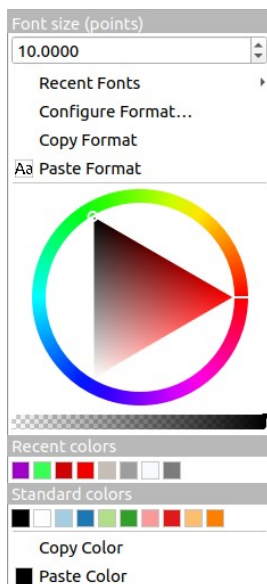 Font size (points)
10.0000
Recent Fonts
Configure Format…
Copy Format
Aa Paste Format
Recent colors
Standard colors
Copy Color
Paste Color